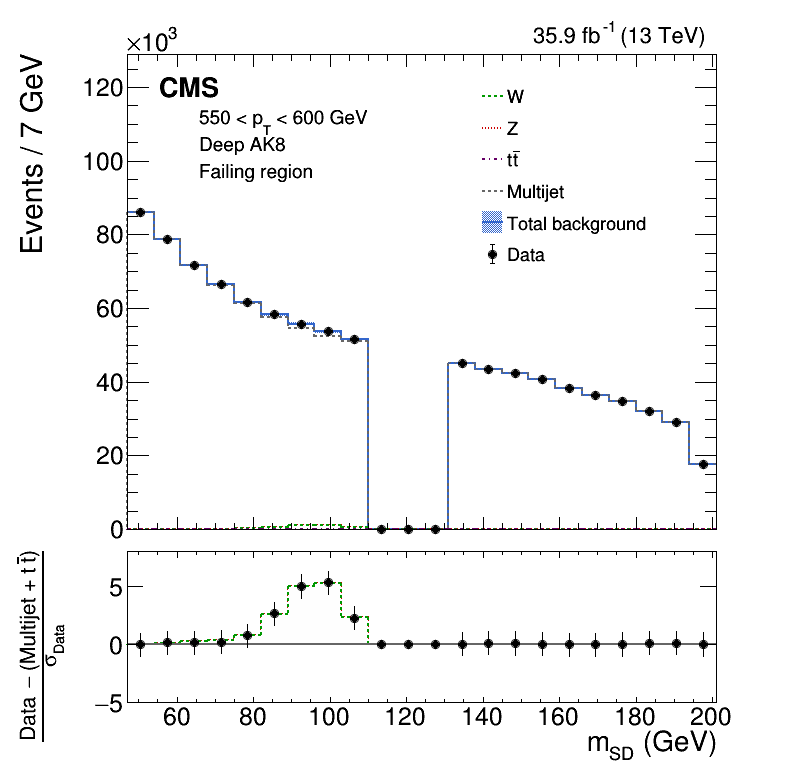 ×10³
35.9 fb⁻¹ (13 TeV)
CMS
550 < p_T < 600 GeV
Deep AK8
Failing region
W
Z
tt̄
Multijet
Total background
Data
Events / 7 GeV
120
100
80
60
40
20
0
Data − (Multijet + t t̄)
σ_Data
5
0
−5
60 80 100 120 140 160 180 200
m_SD (GeV)